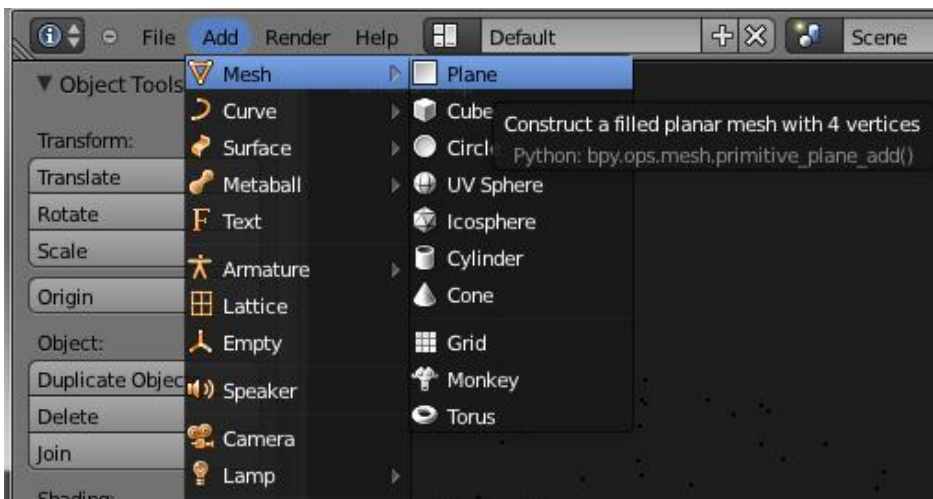 File Add Render Help Default Scene
Object Tools
Transform:
Translate
Rotate
Scale
Origin
Object:
Duplicate Objec
Delete
Join
Mesh
Curve
Surface
Metaball
Text
Armature
Lattice
Empty
Speaker
Camera
Lamp
Plane
Cube
Circle
UV Sphere
Icosphere
Cylinder
Cone
Grid
Monkey
Torus
Construct a filled planar mesh with 4 vertices
Python: bpy.ops.mesh.primitive_plane_add()